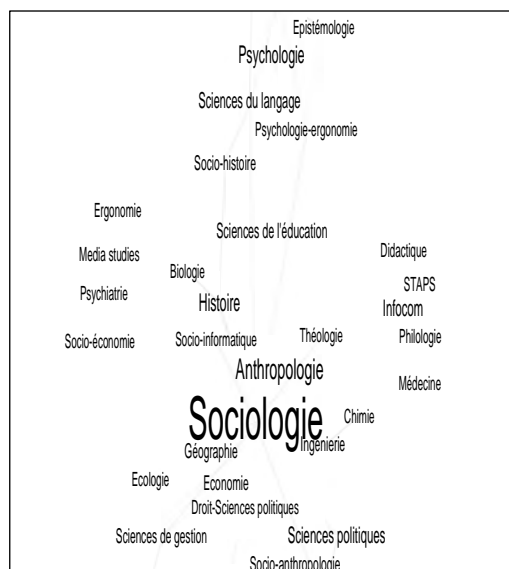 Epistémologie
Psychologie
Sciences du langage
Psychologie-ergonomie
Socio-histoire
Ergonomie
Sciences de l'éducation
Didactique
Media studies
Biologie
STAPS
Psychiatrie
Histoire
Infocom
Socio-économie
Socio-informatique
Théologie
Philologie
Anthropologie
Médecine
Sociologie
Chimie
Ingénierie
Géographie
Ecologie
Economie
Droit-Sciences politiques
Sciences de gestion
Sciences politiques
Socio-anthropologie